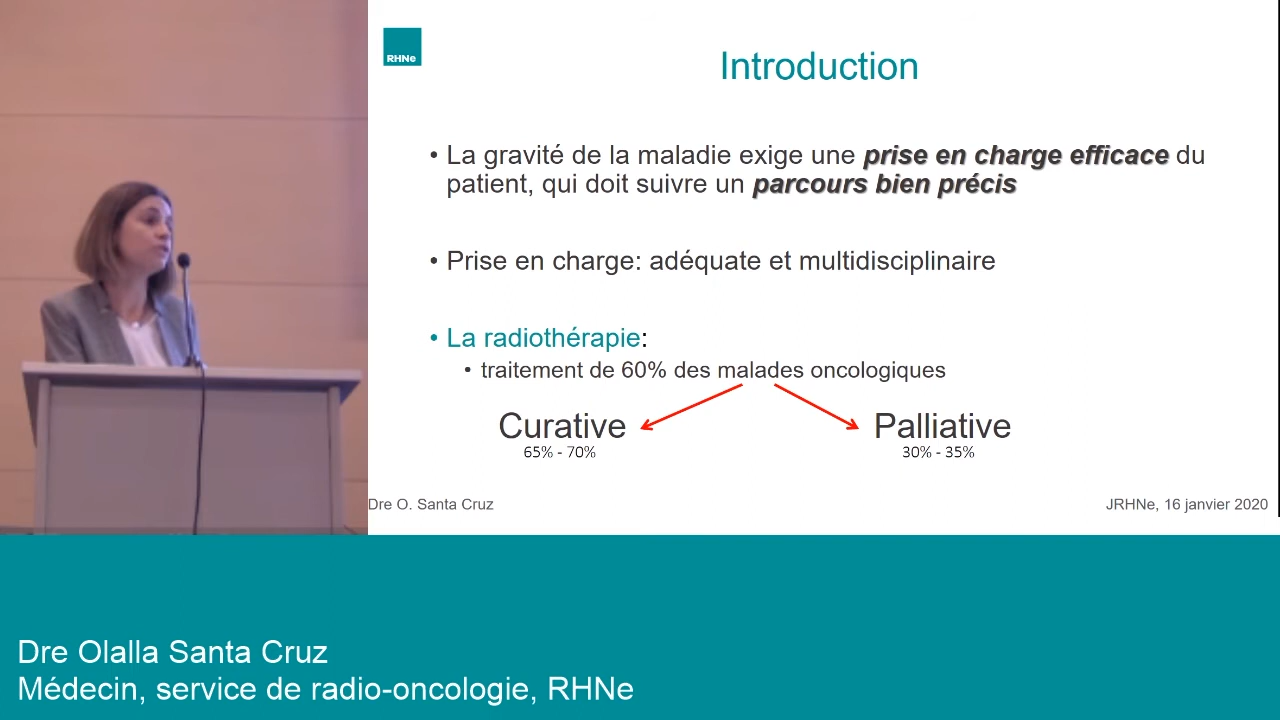 RHNe
Introduction
• La gravité de la maladie exige une prise en charge efficace du
patient, qui doit suivre un parcours bien précis
• Prise en charge: adéquate et multidisciplinaire
• La radiothérapie:
• traitement de 60% des malades oncologiques
Curative
65% - 70%
Palliative
30% - 35%
Dre O. Santa Cruz
JRHNe, 16 janvier 2020
Dre Olalla Santa Cruz
Médecin, service de radio-oncologie, RHNe